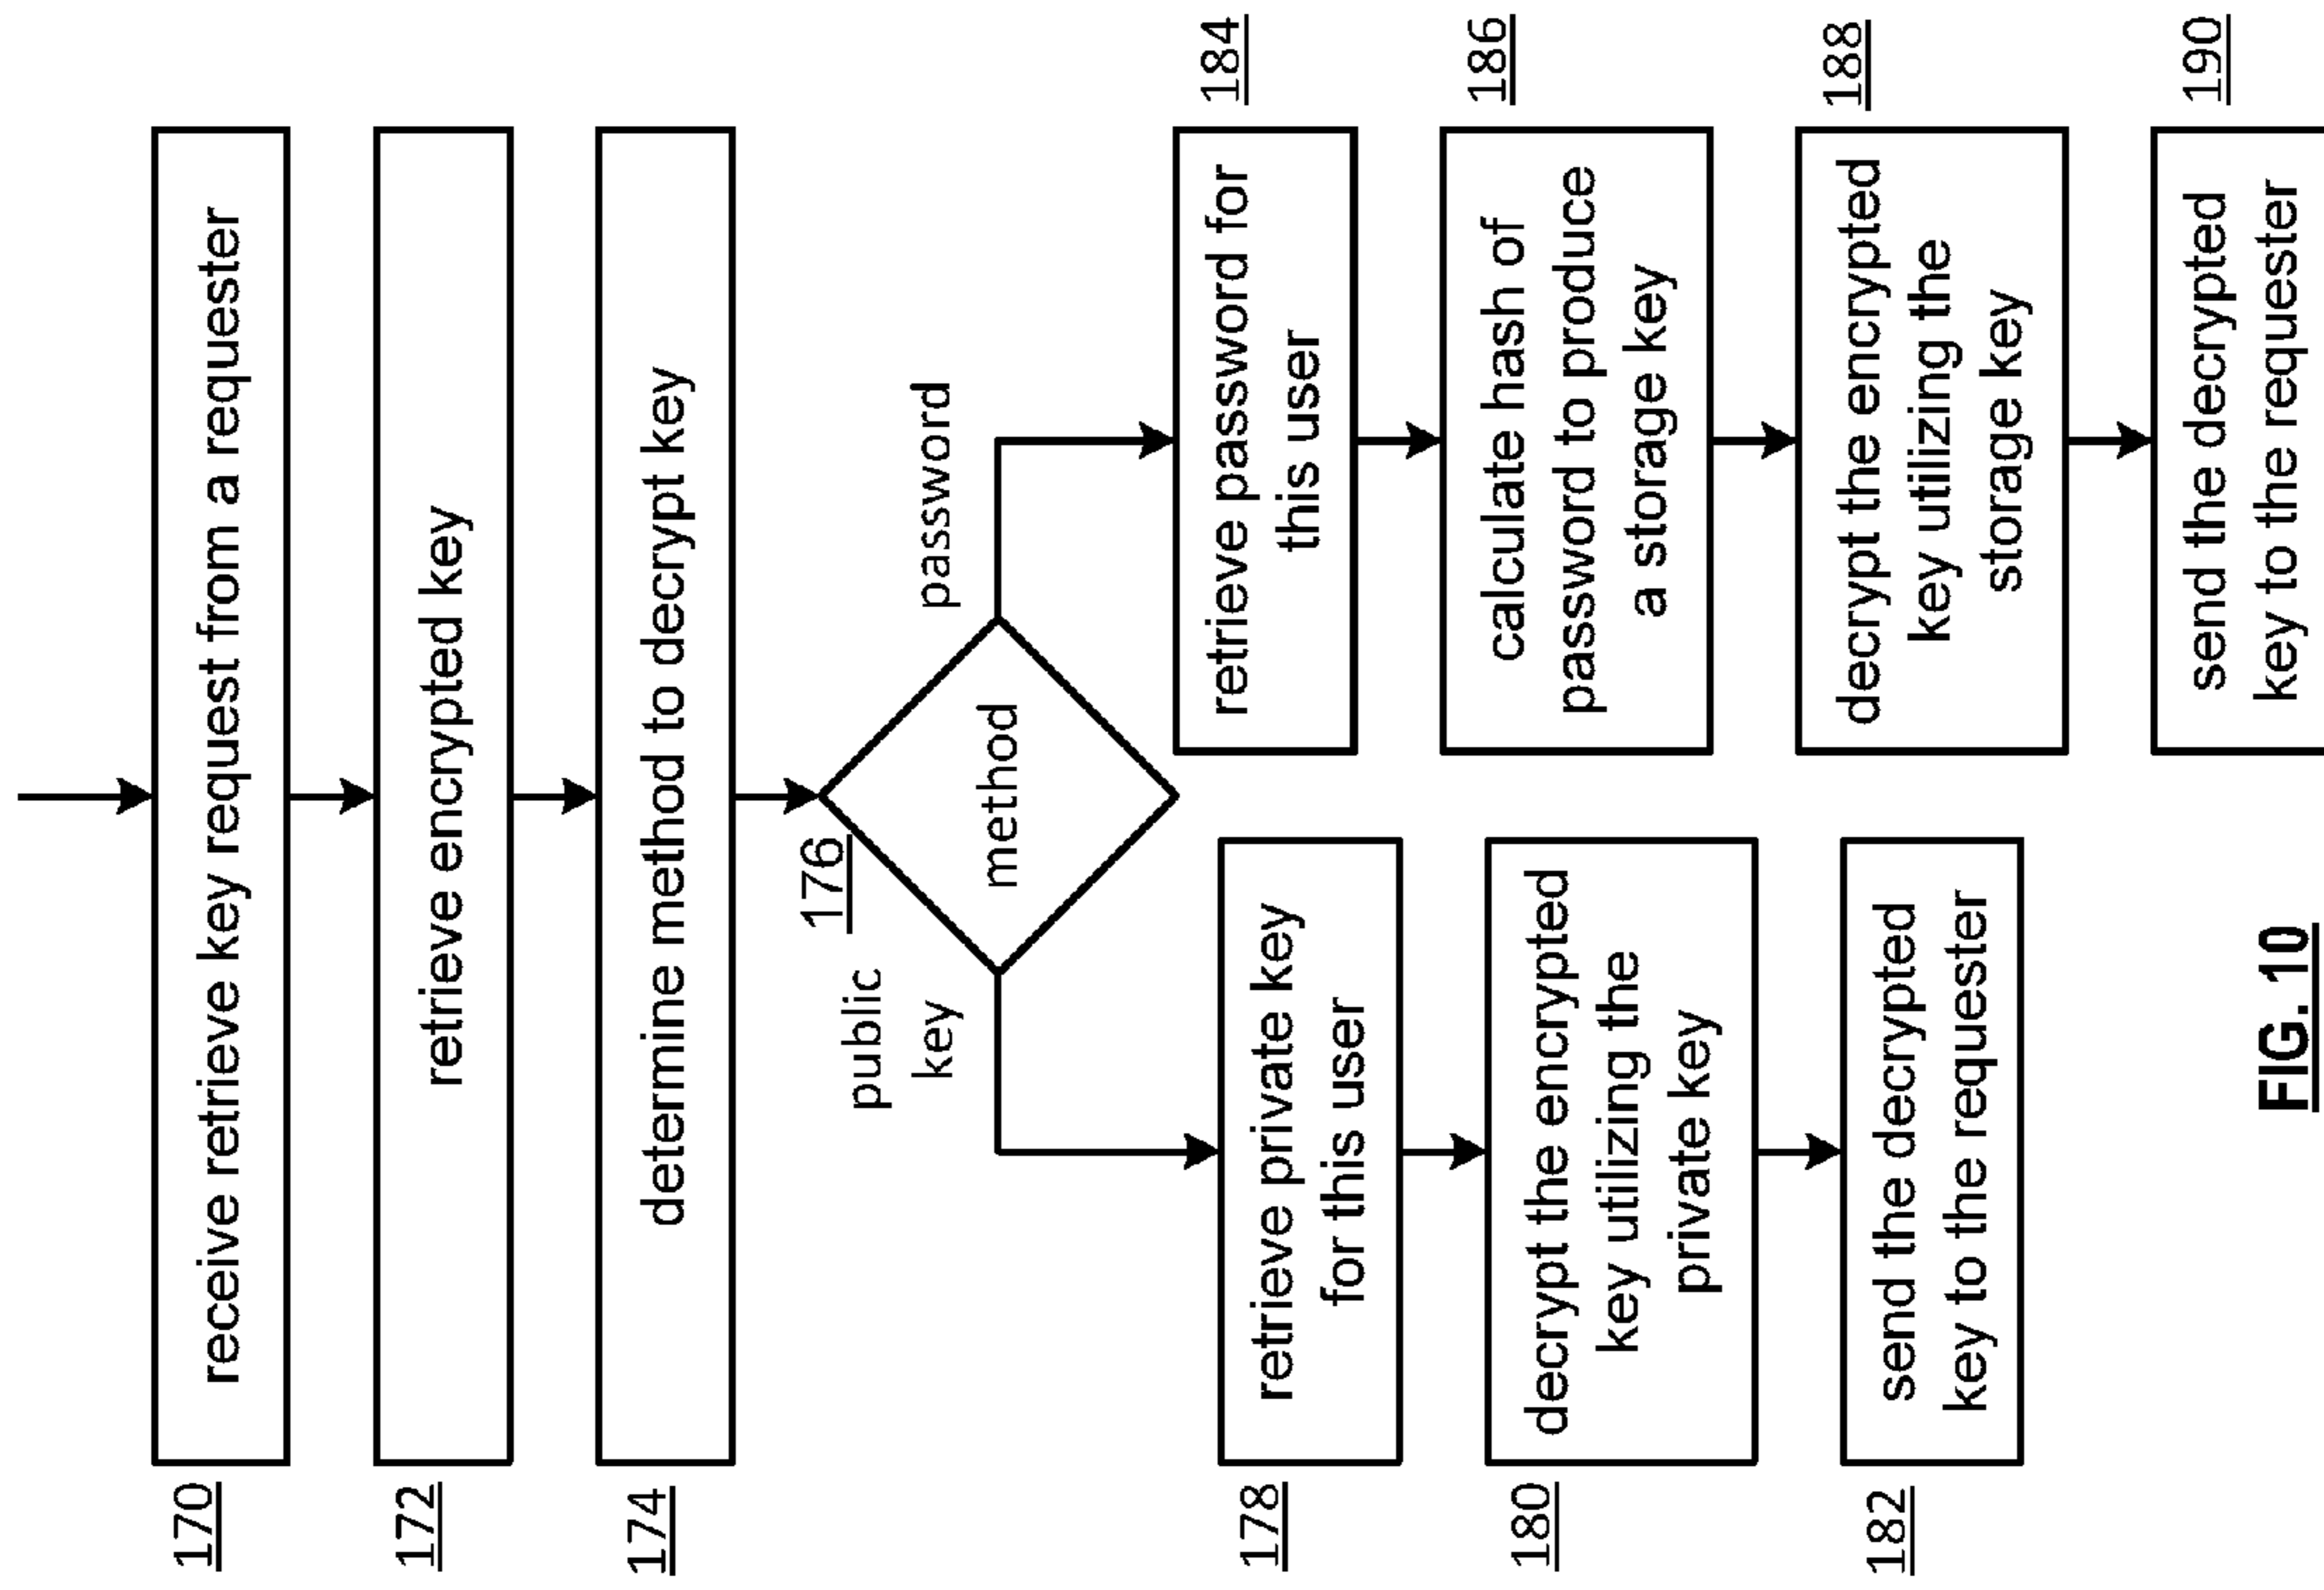 170
receive retrieve key request from a requester
172
retrieve encrypted key
174
determine method to decrypt key
176
method
public
key
password
178
retrieve private key
for this user
180
decrypt the encrypted
key utilizing the
private key
182
send the decrypted
key to the requester
184
retrieve password for
this user
186
calculate hash of
password to produce
a storage key
188
decrypt the encrypted
key utilizing the
storage key
190
send the decrypted
key to the requester
FIG. 10